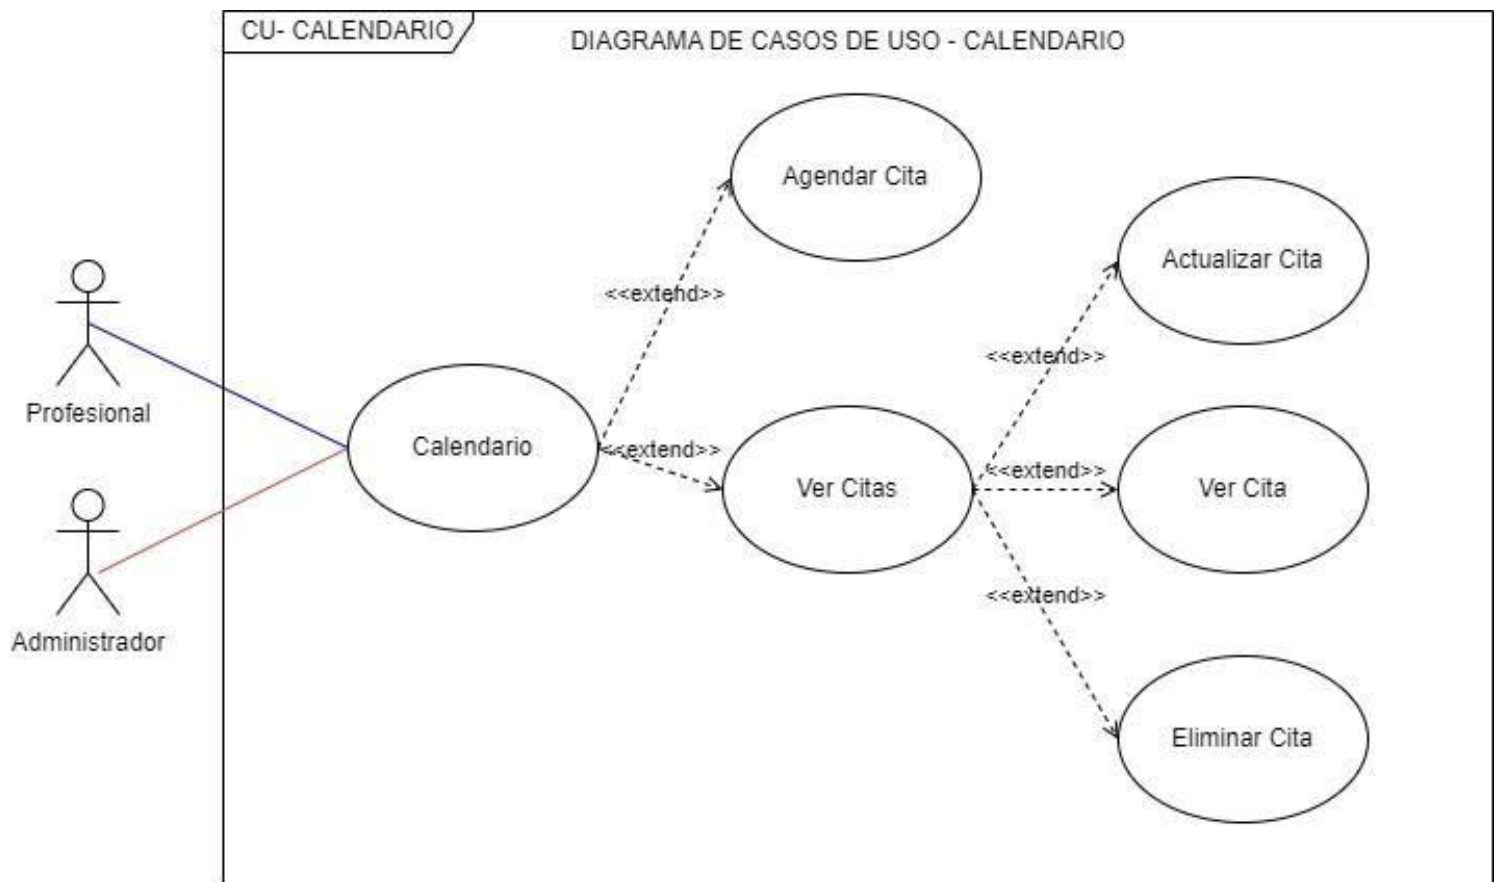 CU- CALENDARIO
DIAGRAMA DE CASOS DE USO - CALENDARIO
Agendar Cita
Actualizar Cita
<<extend>>
<<extend>>
Profesional
Calendario
<<extend>>
Ver Citas
<<extend>>
Ver Cita
<<extend>>
Administrador
Eliminar Cita